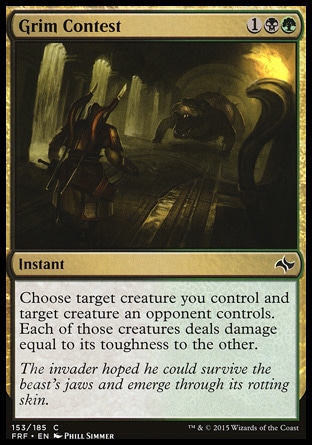 Grim Contest 1
Instant
Choose target creature you control and
target creature an opponent controls.
Each of those creatures deals damage
equal to its toughness to the other.
The invader hoped he could survive the
beast's jaws and emerge through its rotting
skin.
153/185 C
FRF • EN Phill Simmer
™ & © 2015 Wizards of the Coast